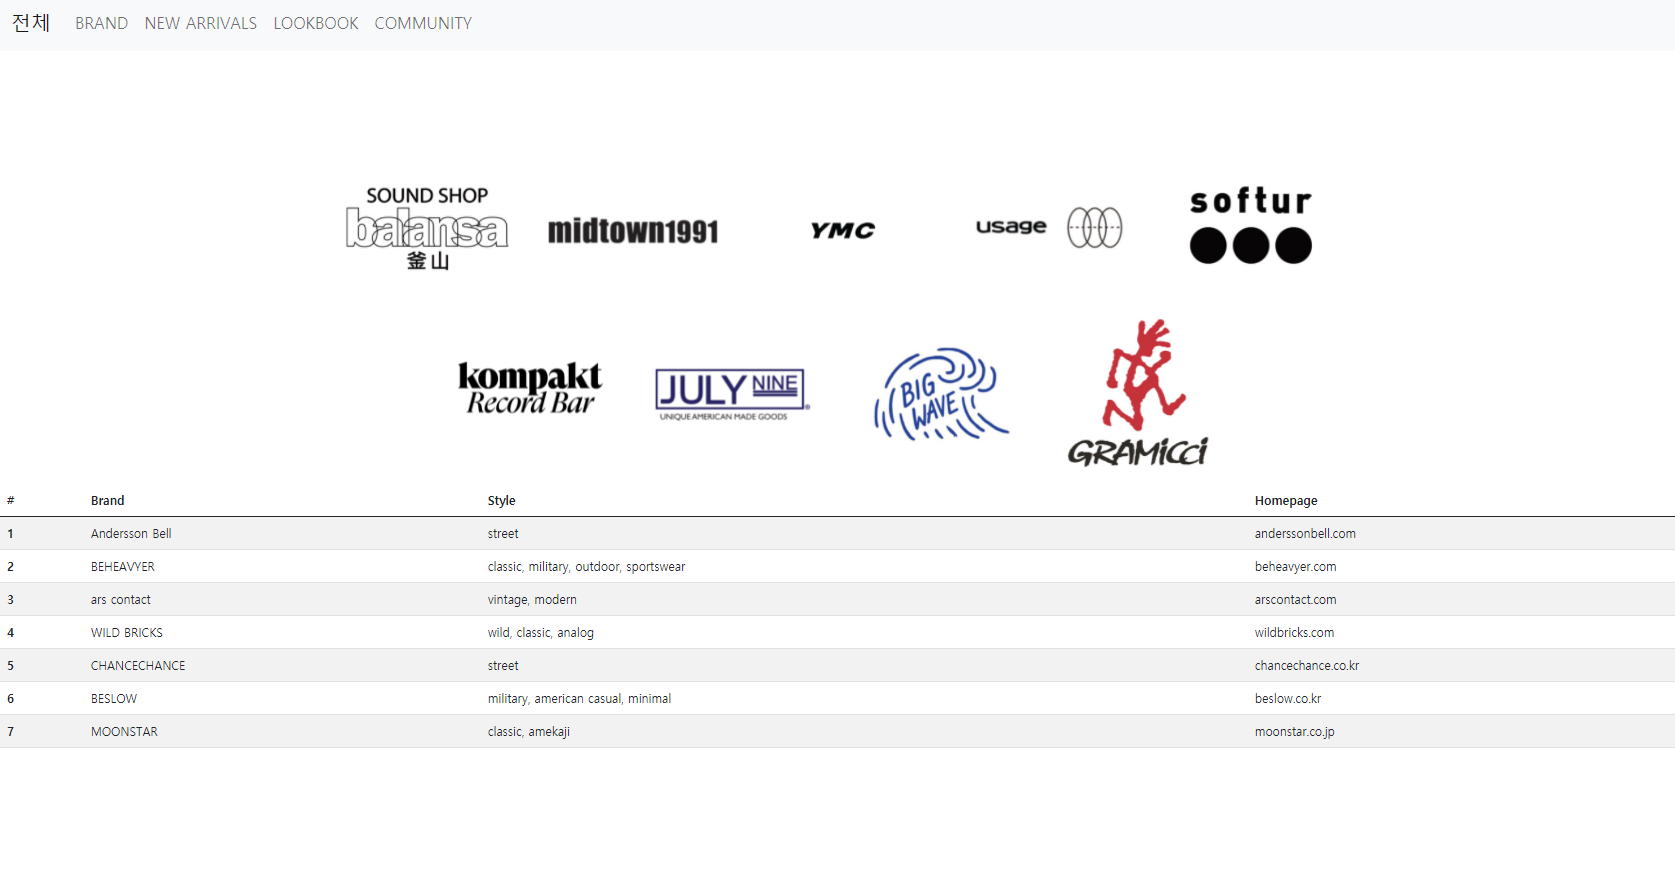 전체 BRAND NEW ARRIVALS LOOKBOOK COMMUNITY
SOUND SHOP
balansa
釜山
midtown1991
YMC
usage
softur
kompakt
Record Bar
JULY NINE
UNIQUE AMERICAN MADE GOODS
BIG
WAVE
GRAMICCI
# Brand Style Homepage
1 Andersson Bell street anderssonbell.com
2 BEHEAVYER classic, military, outdoor, sportswear beheavyer.com
3 ars contact vintage, modern arscontact.com
4 WILD BRICKS wild, classic, analog wildbricks.com
5 CHANCECHANCE street chancechance.co.kr
6 BESLOW military, american casual, minimal beslow.co.kr
7 MOONSTAR classic, amekaji moonstar.co.jp